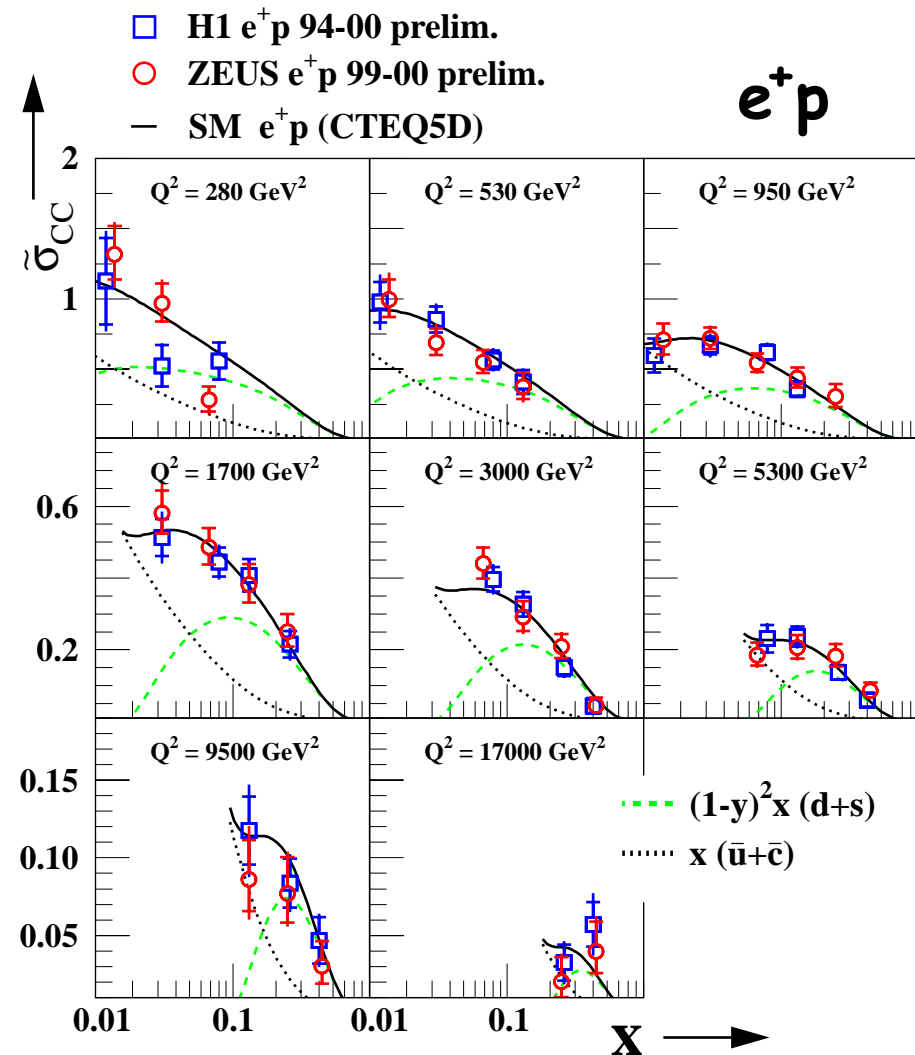 H1 e⁺p 94-00 prelim.
ZEUS e⁺p 99-00 prelim.
SM e⁺p (CTEQ5D)
e⁺p
σ̃CC
2
1
Q² = 280 GeV²
Q² = 530 GeV²
Q² = 950 GeV²
0.6
0.2
Q² = 1700 GeV²
Q² = 3000 GeV²
Q² = 5300 GeV²
0.15
0.10
0.05
Q² = 9500 GeV²
Q² = 17000 GeV²
(1-y)²x (d+s)
x (ū+c̄)
0.01 0.1 0.01 0.1
x